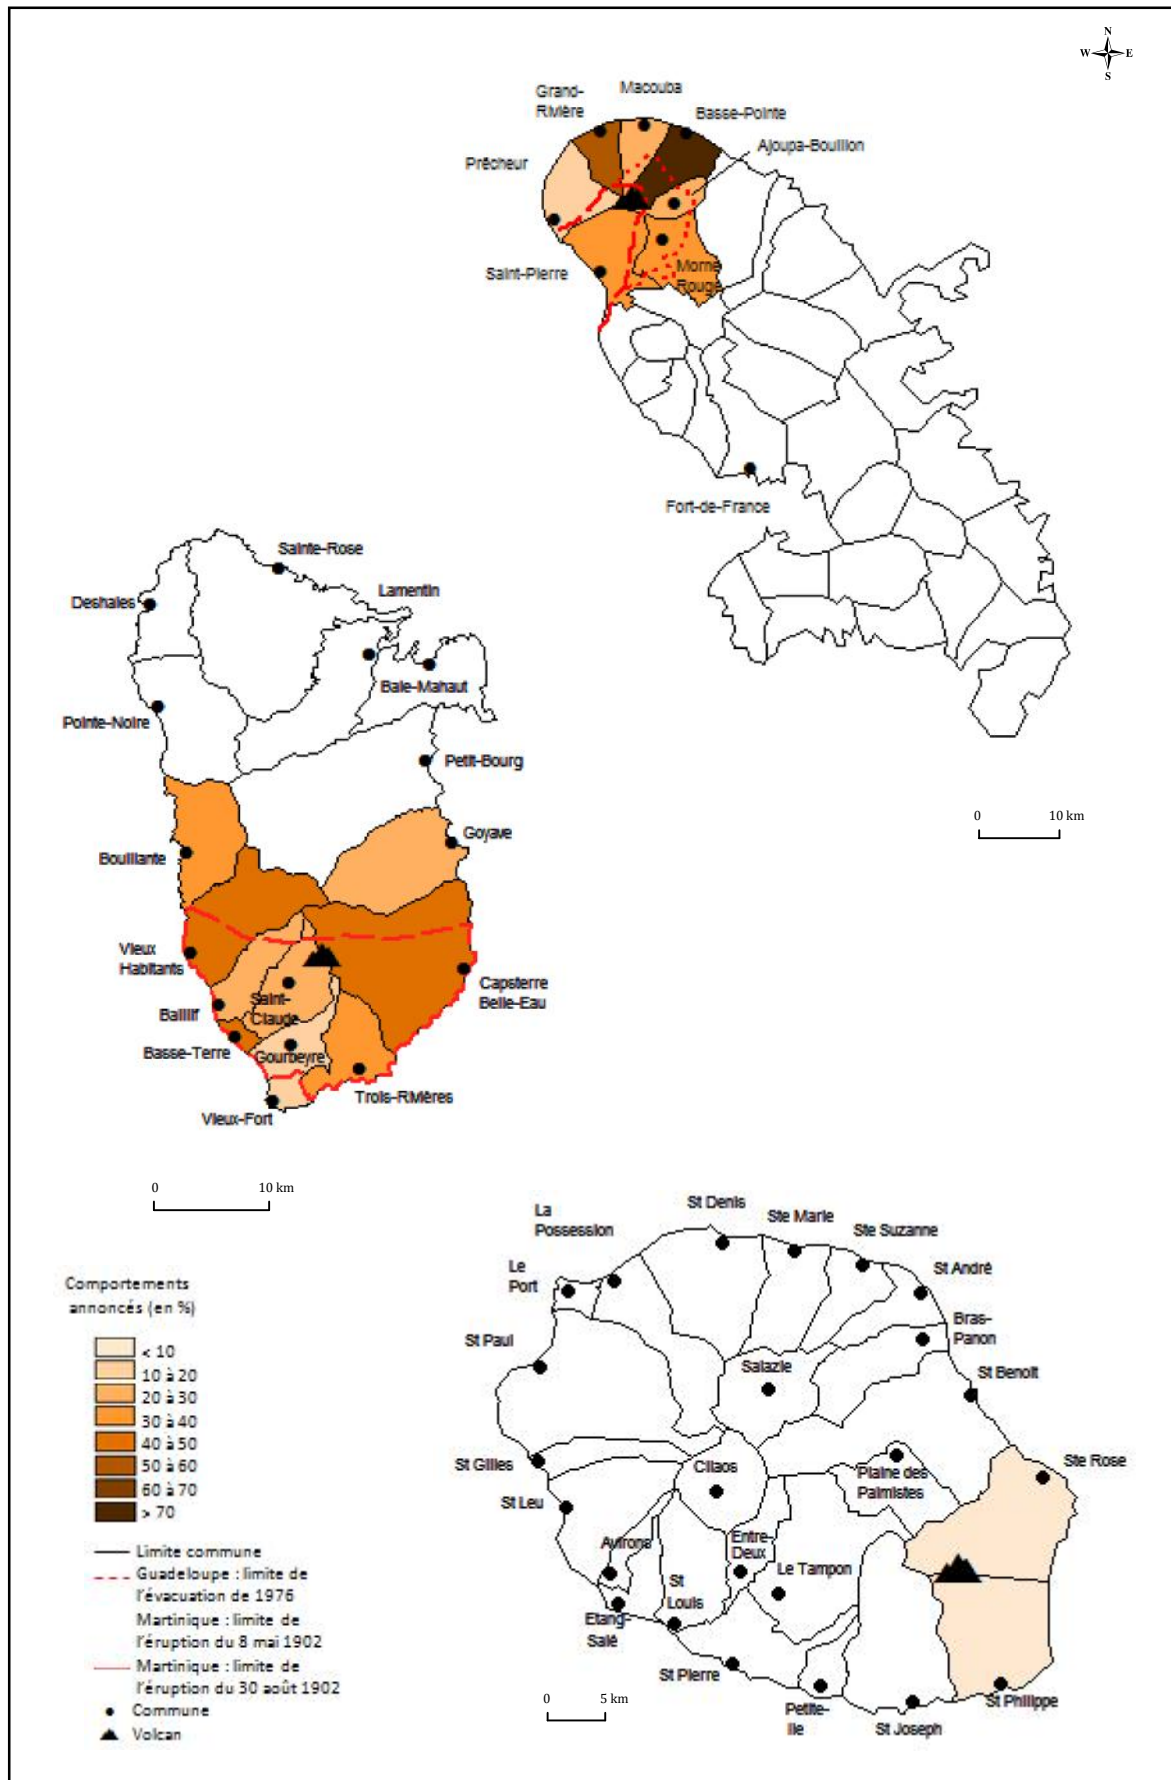 N
W E
S
Macouba
Grand-
Rivière
Basse-Pointe
Ajoupa-Bouillon
Prêcheur
Saint-Pierre
Morne
Rouge
Fort-de-France
0 10 km
Sainte-Rose
Deshaies
Lamentin
Baie-Mahaut
Pointe-Noire
Petit-Bourg
Goyave
Bouillante
Vieux
Habitants
Capsterre
Belle-Eau
Saint-
Claude
Baillif
Basse-Terre
Gourbeyre
Trois-Rivières
Vieux-Fort
0 10 km
St Denis
Ste Marie
Ste Suzanne
La
Possession
St André
Le
Port
Bras-
Panon
St Paul
Salazie
St Benoît
St Gilles
Cilaos
Plaine des
Palmistes
Ste Rose
St Leu
Avirons
Entre-
Deux
Le Tampon
St
Louis
Etang-
Salé
St Pierre
Petite-
Ile
St Joseph
St Philippe
0 5 km
Comportements
annoncés (en %)
< 10
10 à 20
20 à 30
30 à 40
40 à 50
50 à 60
60 à 70
> 70
Limite commune
Guadeloupe : limite de
l'évacuation de 1976
Martinique : limite de
l'éruption du 8 mai 1902
Martinique : limite de
l'éruption du 30 août 1902
Commune
Volcan